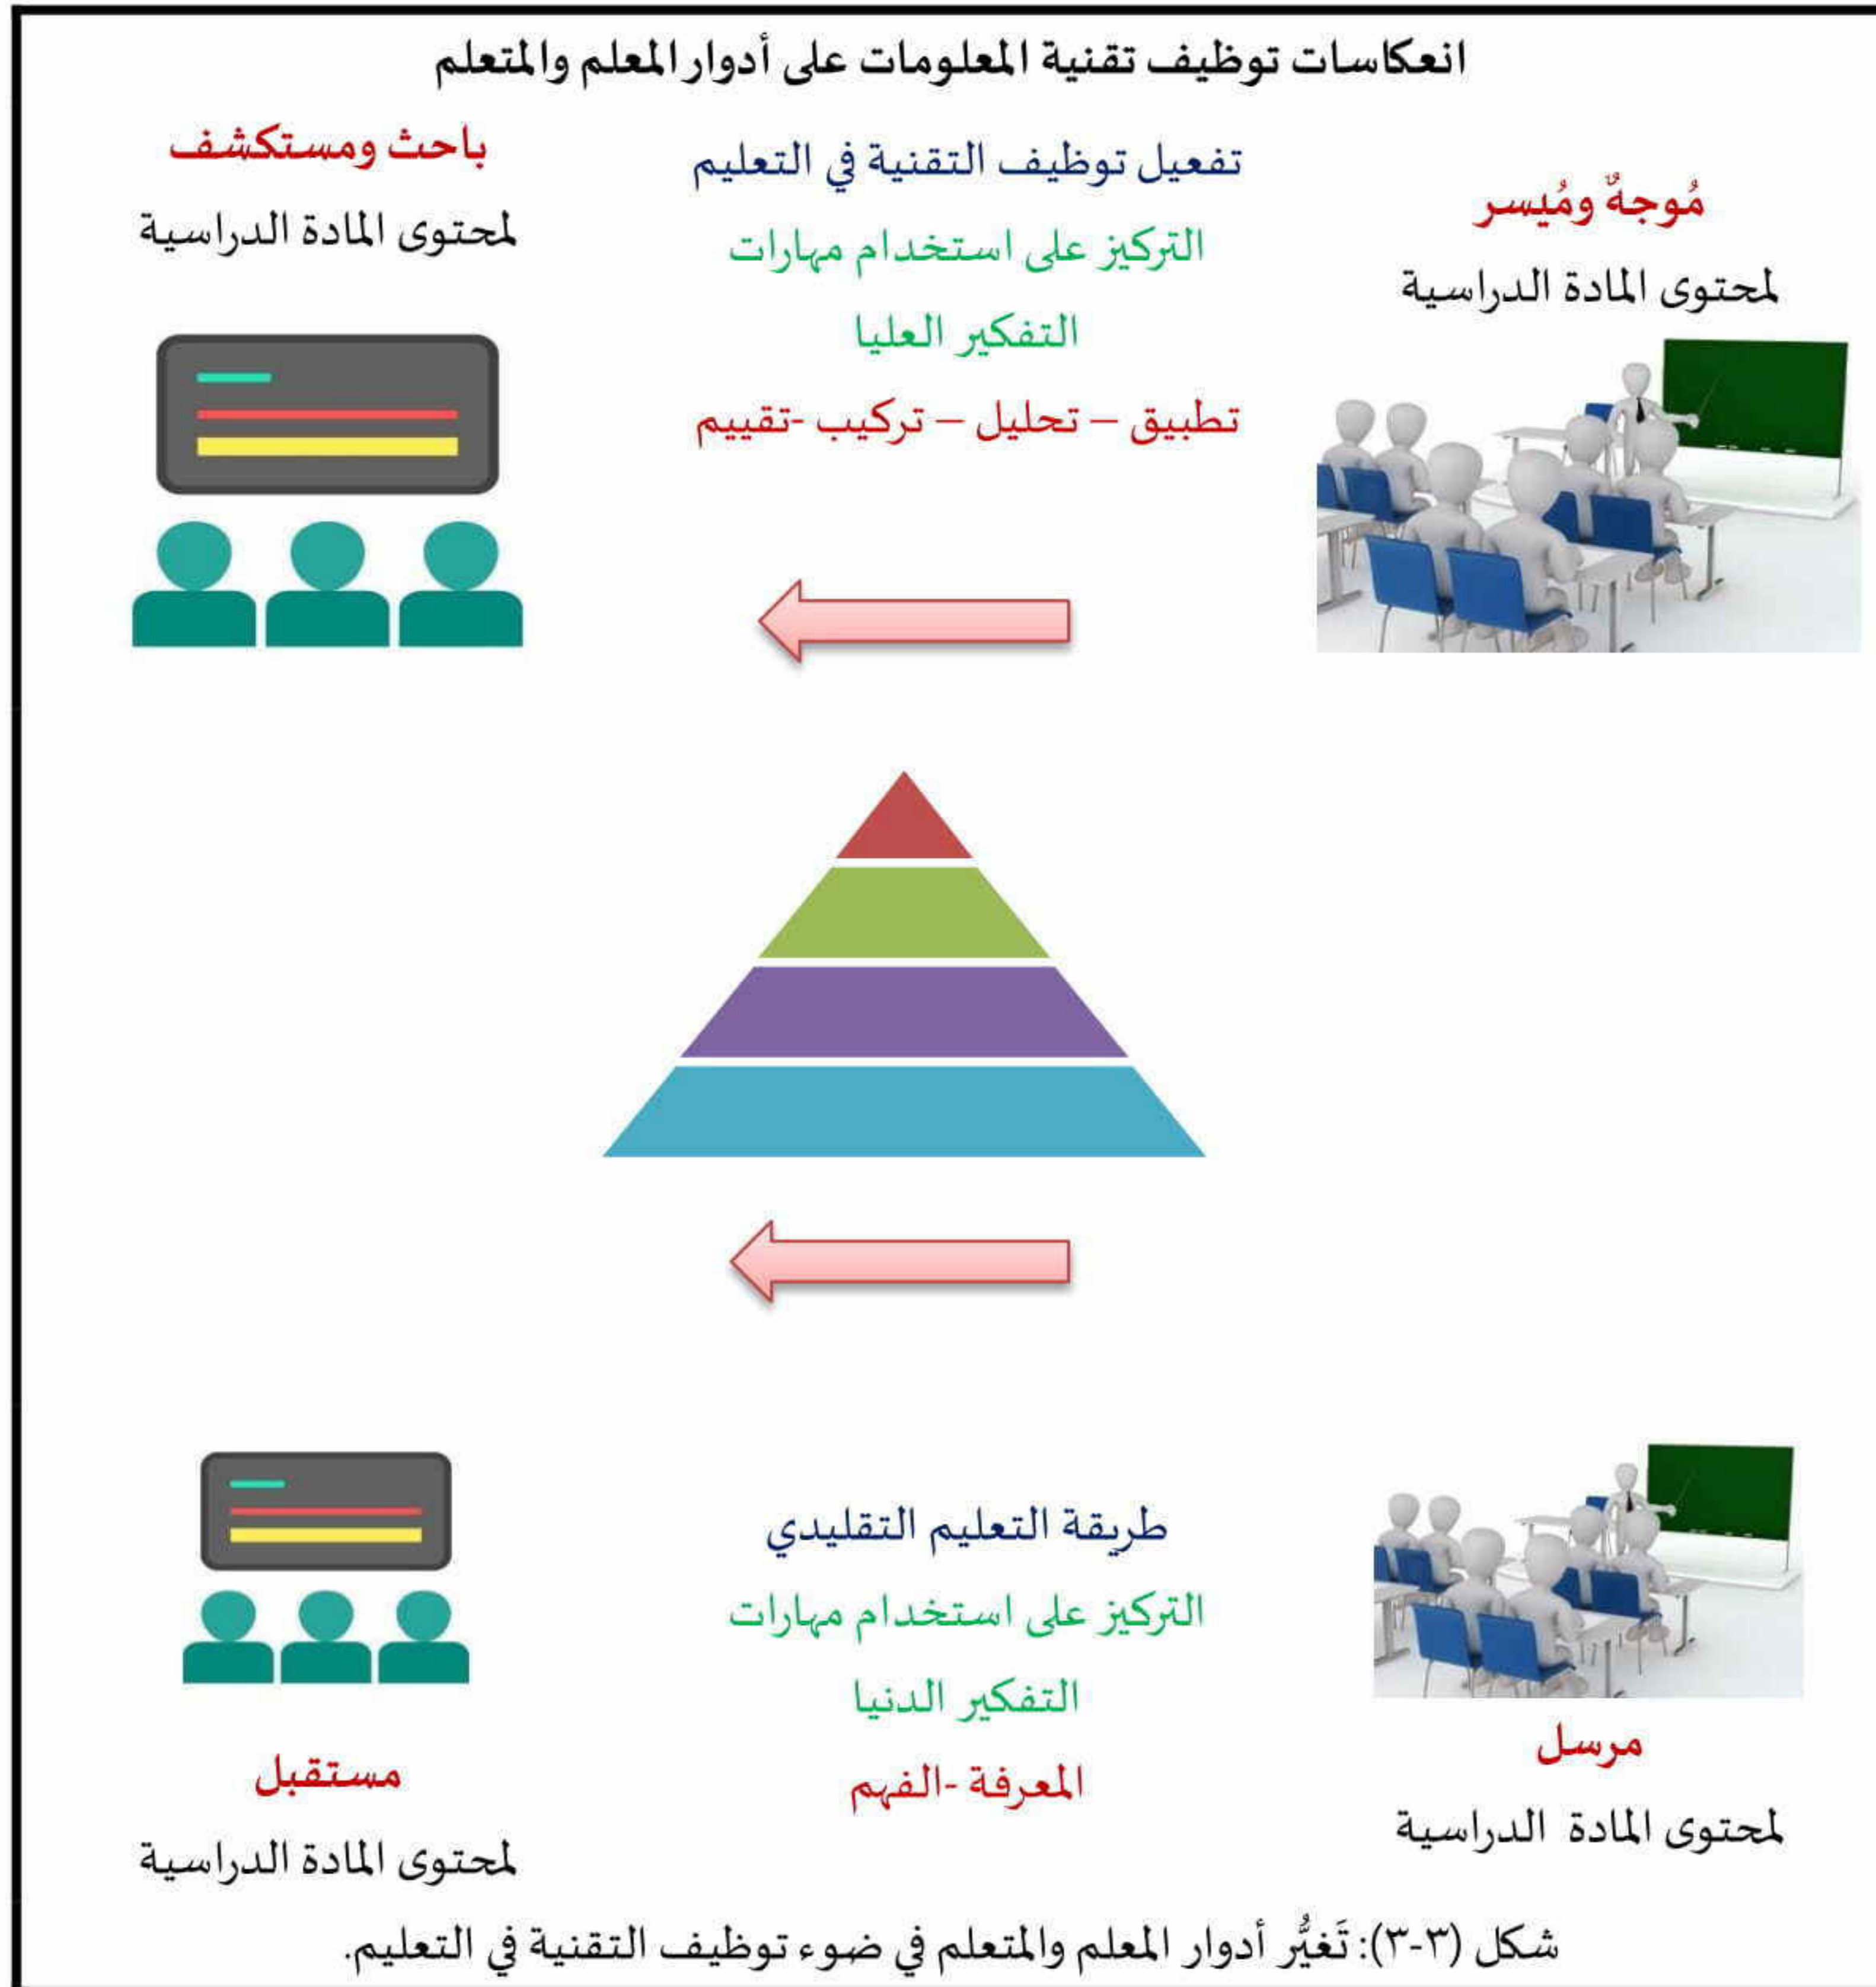 انعكاسات توظيف تقنية المعلومات على أدوار المعلم والمتعلم
مُوجهٌ ومُيسر
لمحتوى المادة الدراسية
تفعيل توظيف التقنية في التعليم
التركيز على استخدام مهارات
التفكير العليا
تطبيق – تحليل – تركيب -تقييم
باحث ومستكشف
لمحتوى المادة الدراسية
مرسل
لمحتوى المادة الدراسية
طريقة التعليم التقليدي
التركيز على استخدام مهارات
التفكير الدنيا
المعرفة -الفهم
مستقبل
لمحتوى المادة الدراسية
شكل (٣-٣): تَغيُّر أدوار المعلم والمتعلم في ضوء توظيف التقنية في التعليم.